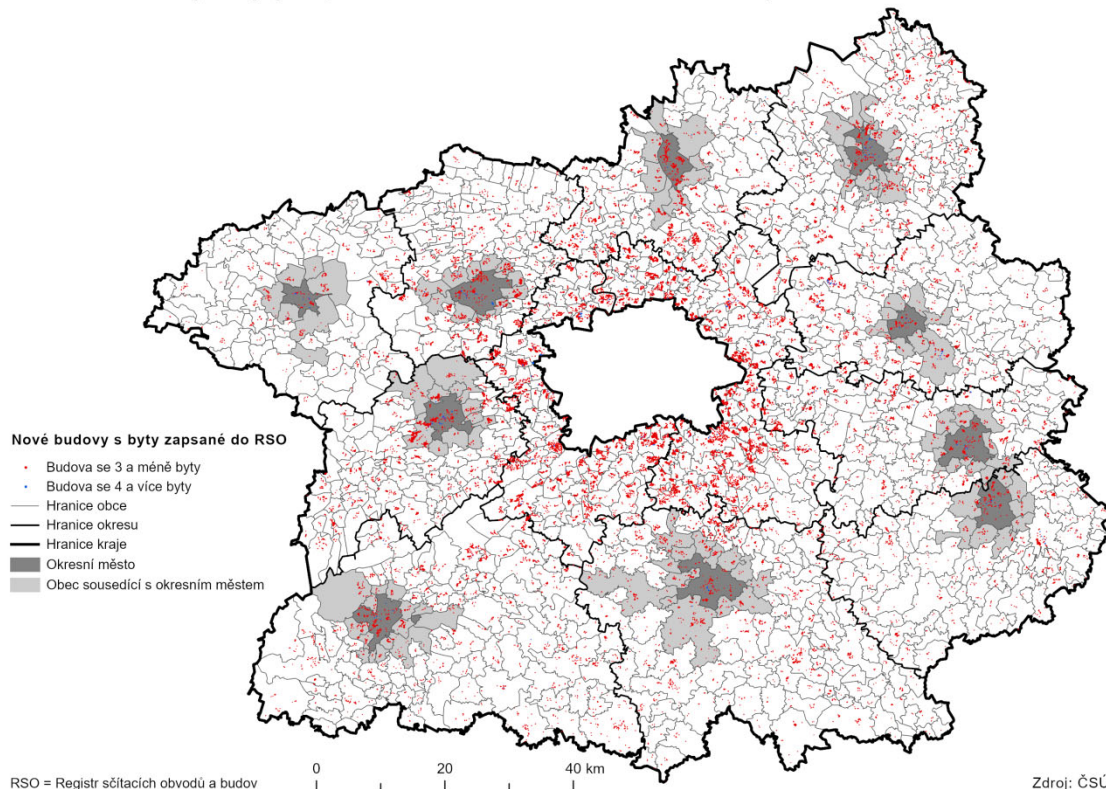 Nové budovy s byty zapsané do RSO
Budova se 3 a méně byty
Budova se 4 a více byty
Hranice obce
Hranice okresu
Hranice kraje
Okresní město
Obec sousedící s okresním městem
0 20 40 km
RSO = Registr sčítacích obvodů a budov
Zdroj: ČSÚ